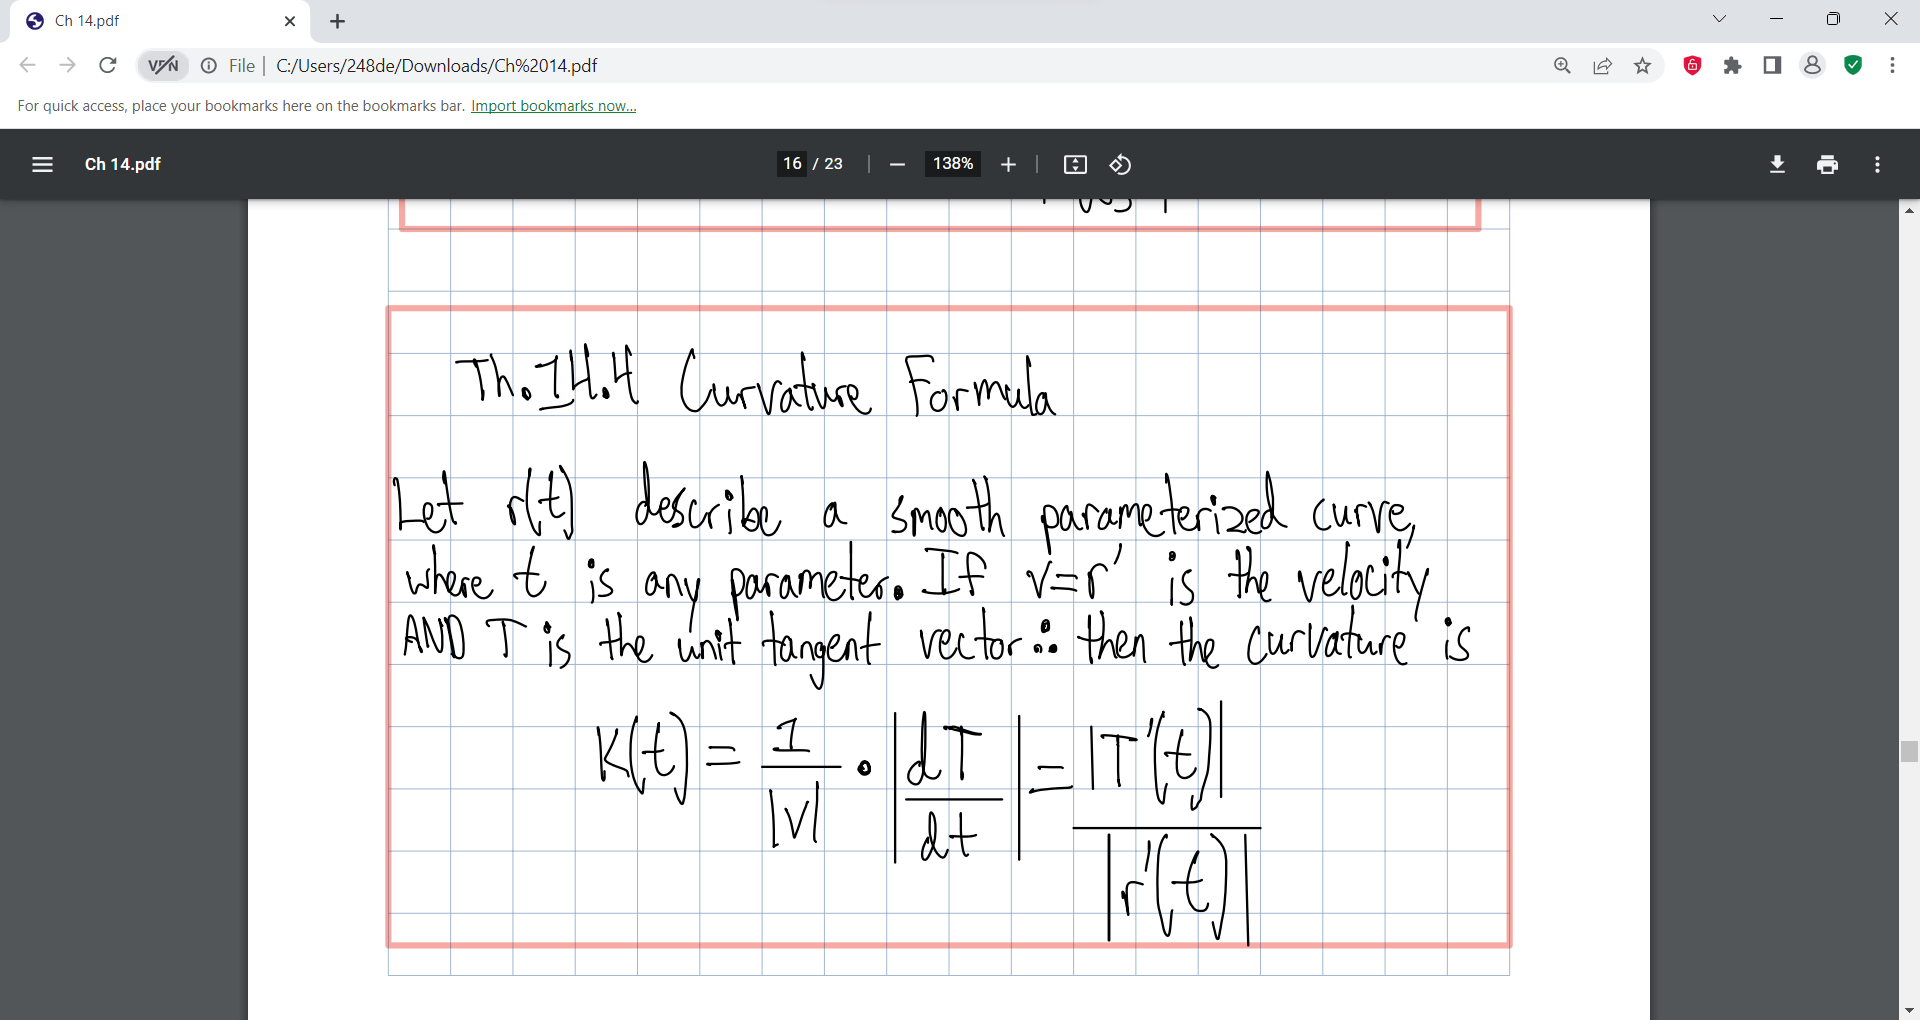 Ch 14.pdf
VPN File C:/Users/248de/Downloads/Ch%2014.pdf
For quick access, place your bookmarks here on the bookmarks bar. Import bookmarks now...
Ch 14.pdf 16 / 23 138%
Th. 14.4 Curvature Formula
Let r(t) describe a smooth parameterized curve,
where t is any parameter. If v=r' is the velocity
AND T is the unit tangent vector ∴ then the curvature is
K(t) = 1/|v| • |dT/dt| = |T'(t)|/|r'(t)|